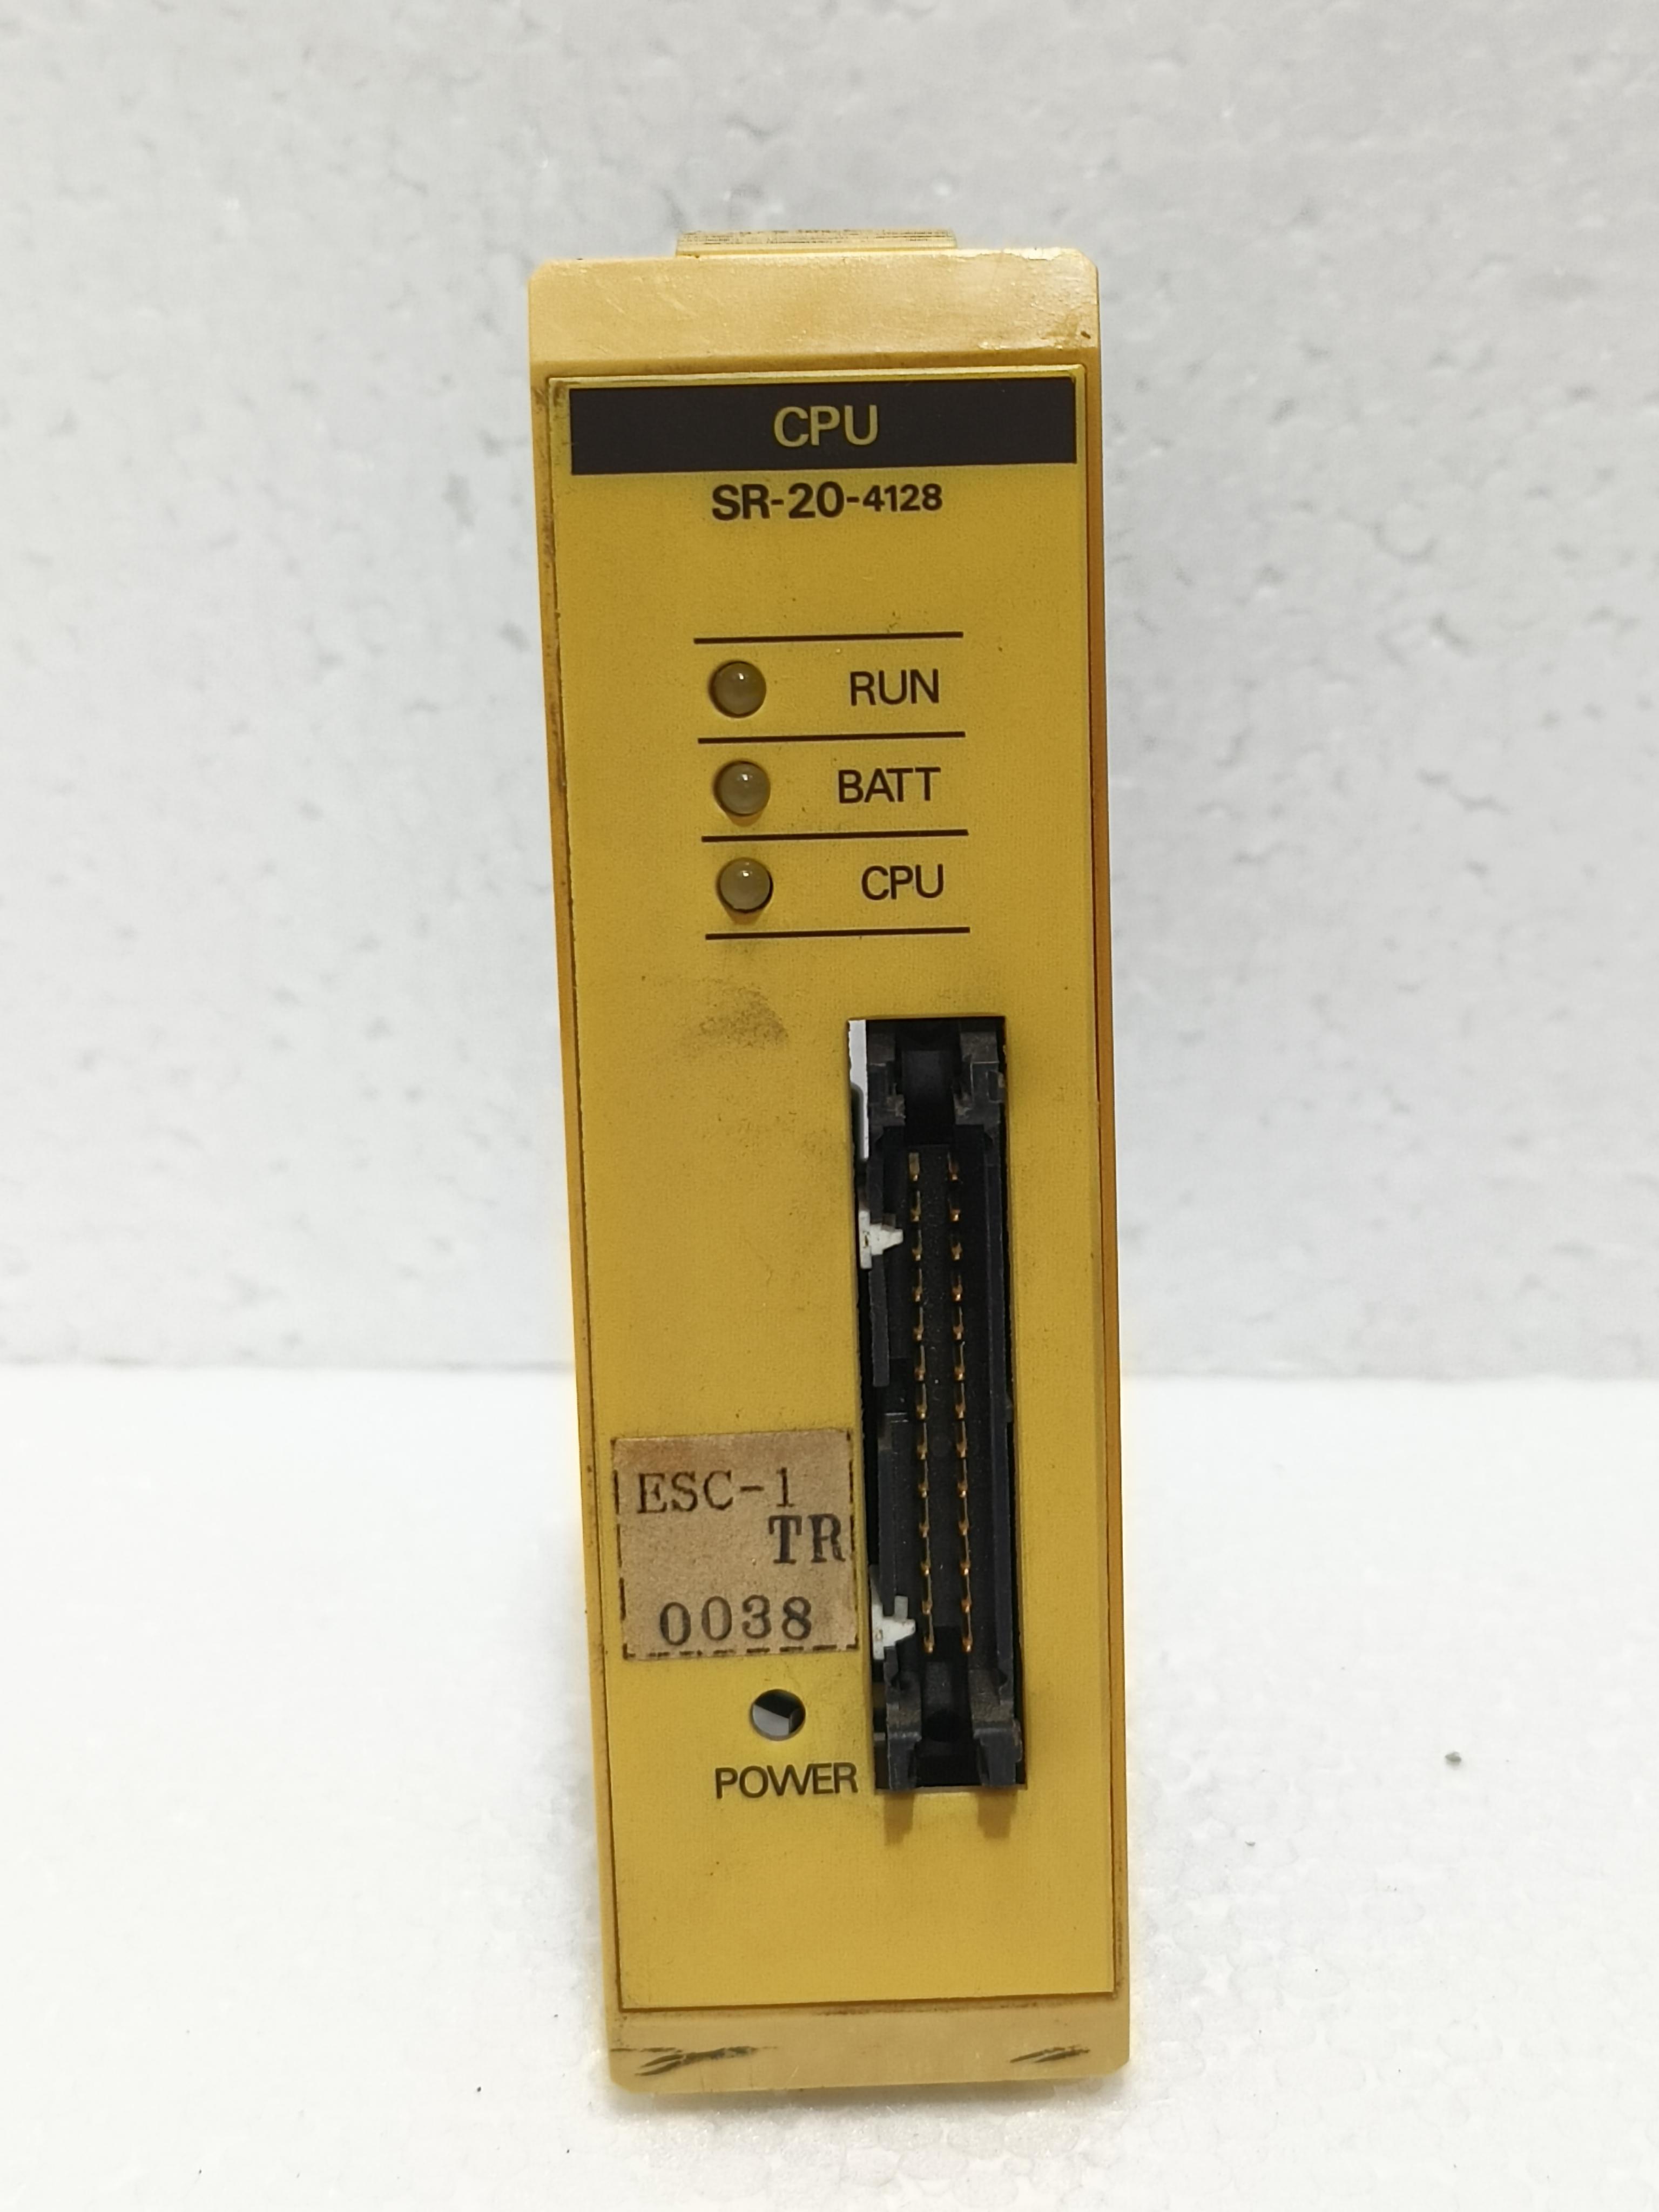 CPU
SR-20-4128
RUN
BATT
CPU
ESC-1
TR
0038
POWER